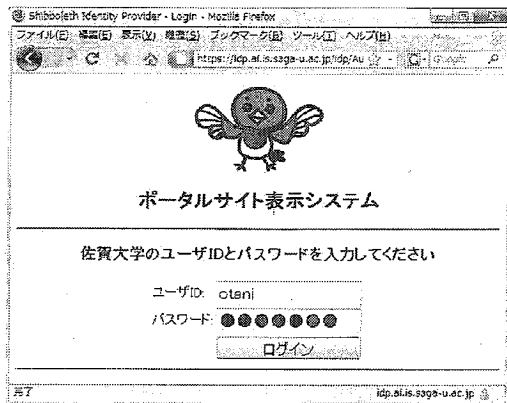 Shibboleth Identity Provider - Login - Mozilla Firefox
ファイル(F) 編集(E) 表示(V) 履歴(S) ブックマーク(B) ツール(T) ヘルプ(H)
https://idp.ai.is.saga-u.ac.jp/idp/Au Google
ポータルサイト表示システム
佐賀大学のユーザIDとパスワードを入力してください
ユーザID: otani
パスワード: ●●●●●●●
ログイン
完了 idp.ai.is.saga-u.ac.jp